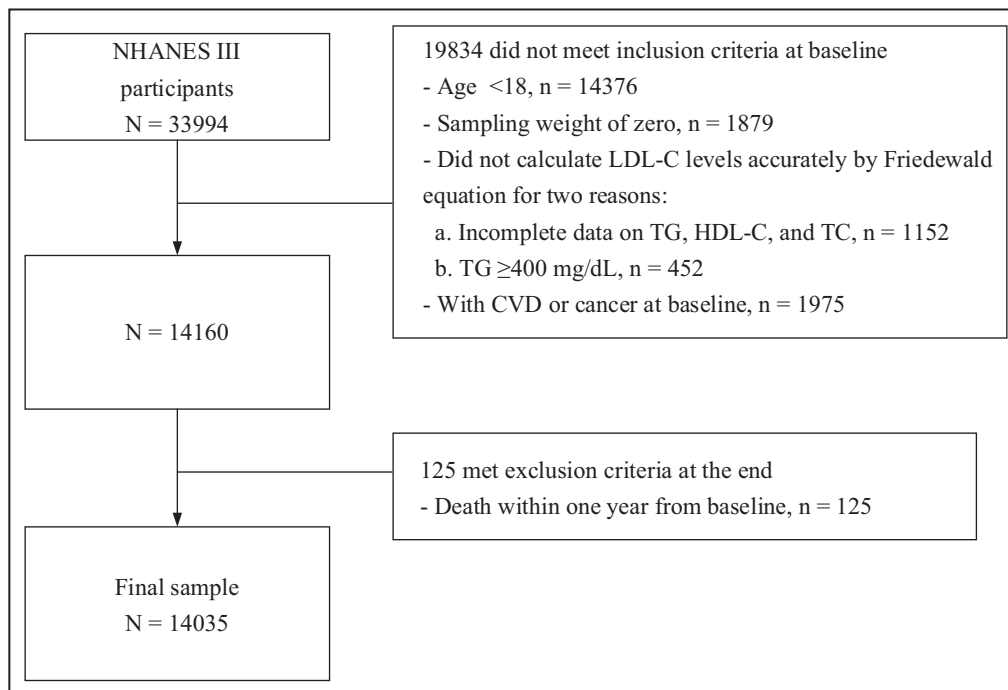 NHANES III
participants
N = 33994
19834 did not meet inclusion criteria at baseline
- Age <18, n = 14376
- Sampling weight of zero, n = 1879
- Did not calculate LDL-C levels accurately by Friedewald
equation for two reasons:
a. Incomplete data on TG, HDL-C, and TC, n = 1152
b. TG ≥400 mg/dL, n = 452
- With CVD or cancer at baseline, n = 1975
N = 14160
125 met exclusion criteria at the end
- Death within one year from baseline, n = 125
Final sample
N = 14035